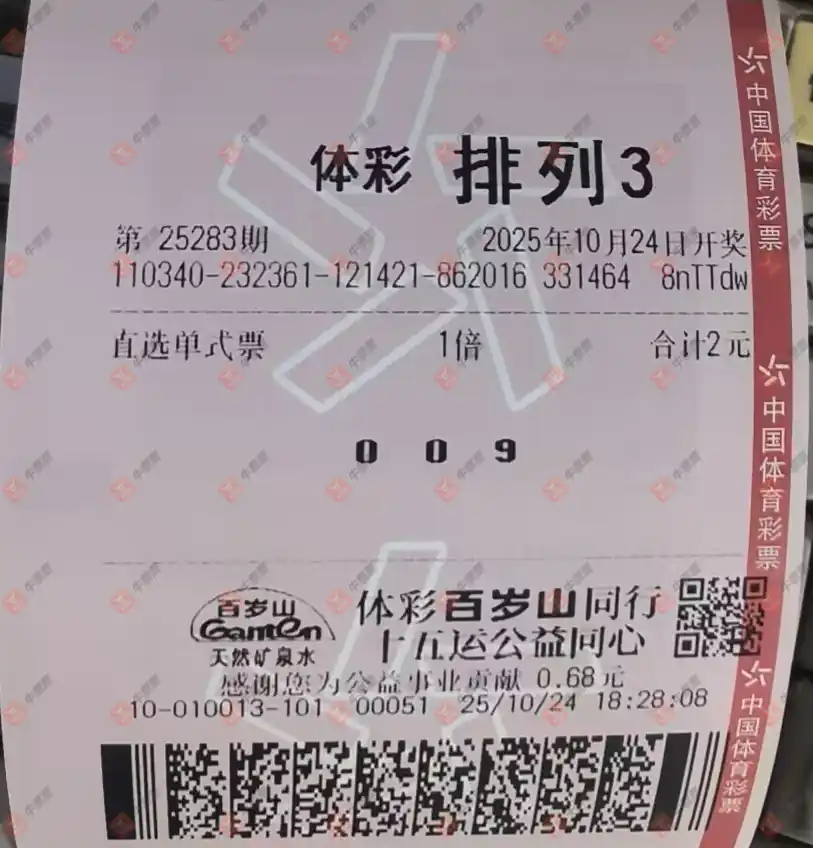 体彩 排列3
第 25283期 2025年10月24日开奖
110340-232361-121421-862016 331464 8nTTdw
直选单式票 1倍 合计2元
0 0 9
百岁山
Ganten
天然矿泉水
体彩百岁山同行
十五运公益同心
感谢您为公益事业贡献 0.68元
10-010013-101 00051 25/10/24 18:28:08
中国体育彩票
中国体育彩票
中国体育彩票